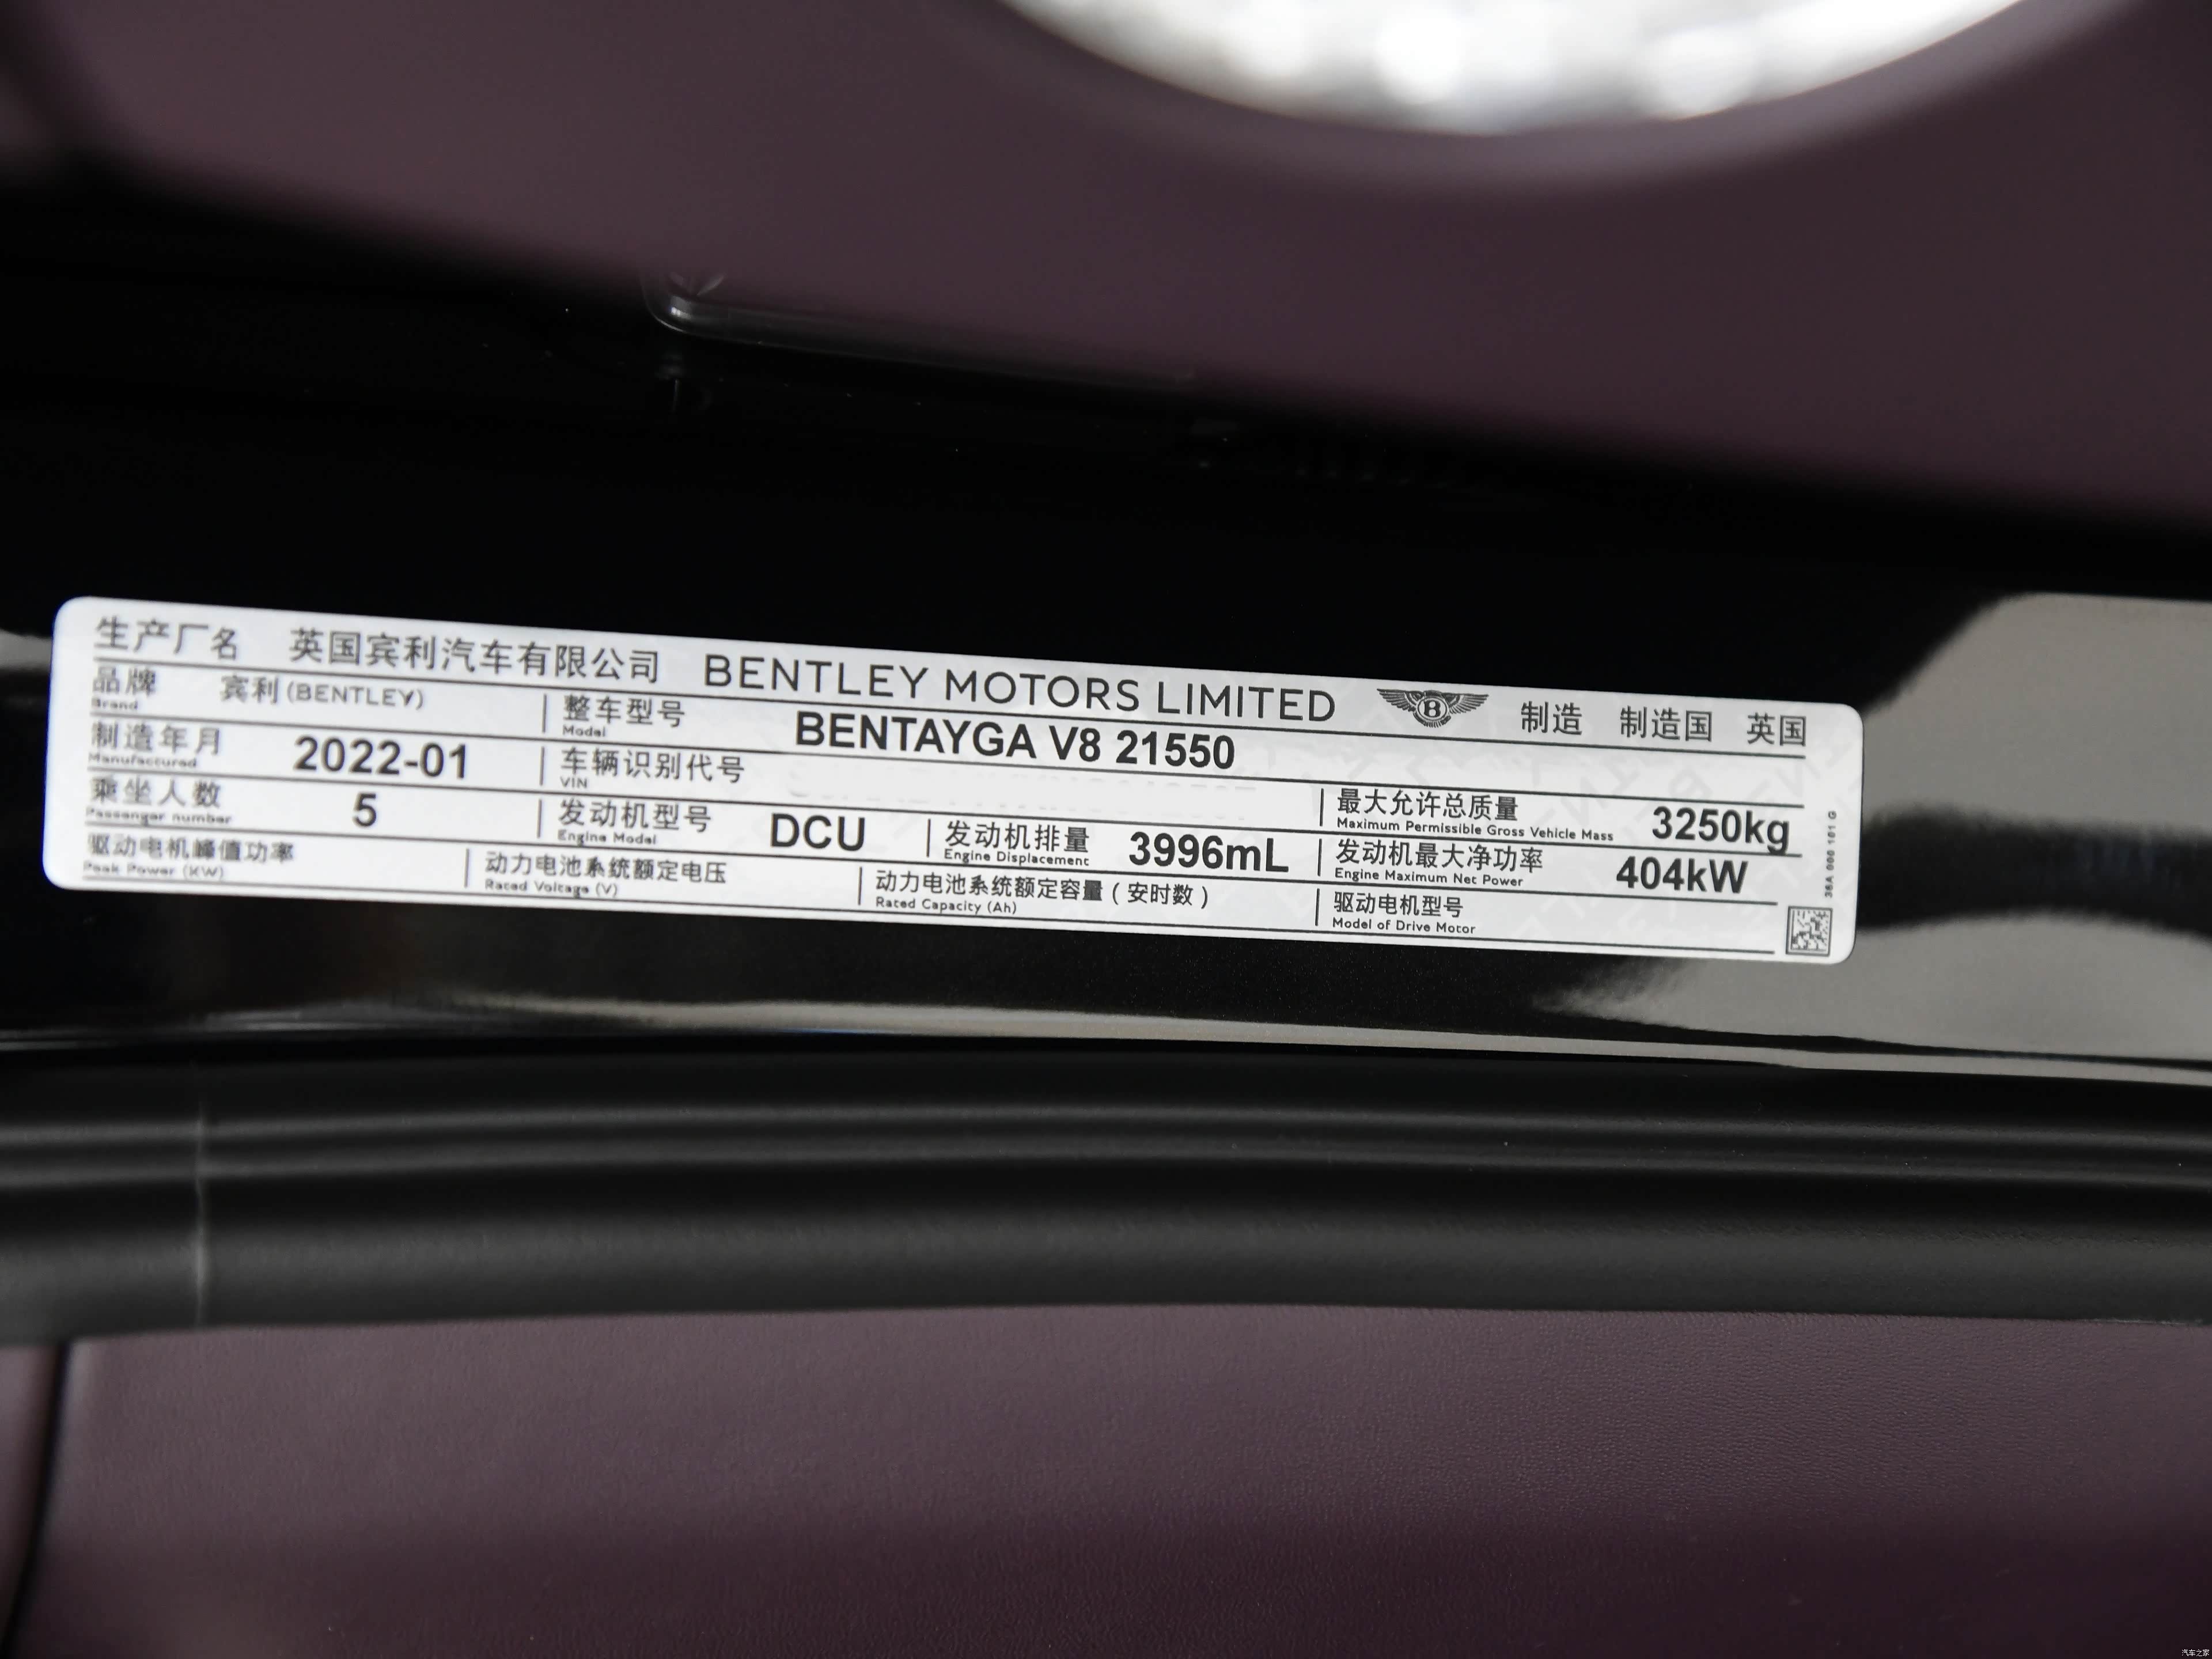 生产厂名 英国宾利汽车有限公司 BENTLEY MOTORS LIMITED B 制造 制造国 英国
品牌 宾利(BENTLEY) 整车型号 BENTAYGA V8 21550
Brand Model
制造年月 2022-01 车辆识别代号 最大允许总质量 3250kg
Manufactured VIN Maximum Permissible Gross Vehicle Mass
乘坐人数 5 发动机型号 DCU 发动机排量 3996mL 发动机最大净功率 404kW
Passenger number Engine Model Engine Displacement Engine Maximum Net Power
驱动电机峰值功率 动力电池系统额定电压 动力电池系统额定容量(安时数) 驱动电机型号
Peak Power (KW) Rated Voltage (V) Rated Capacity (Ah) Model of Drive Motor
36A 000 181 G
汽车之家